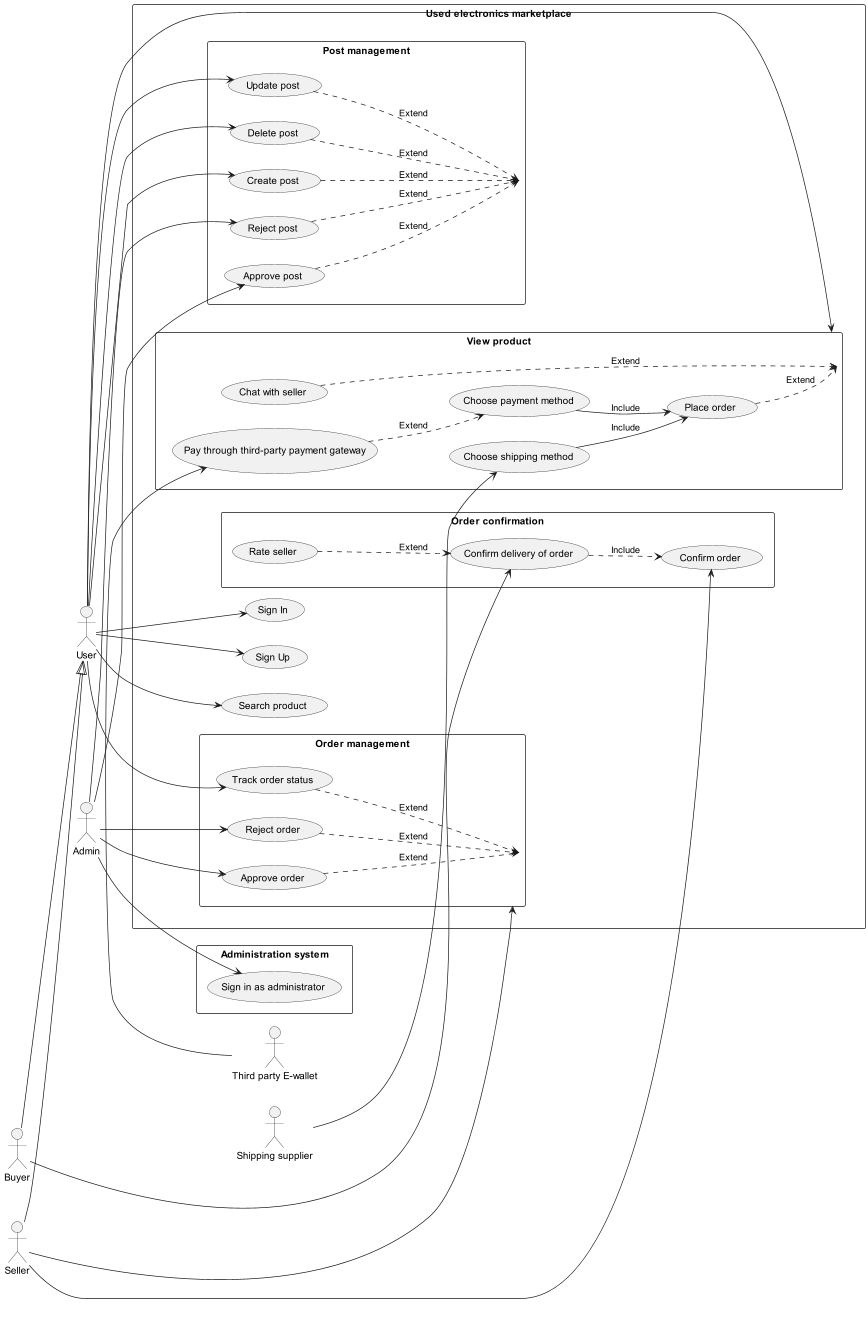 Used electronics marketplace
Post management
Update post
Extend
Delete post
Extend
Create post
Extend
Reject post
Extend
Approve post
Extend
View product
Chat with seller
Extend
Extend
Choose payment method
Include
Place order
Pay through third-party payment gateway
Extend
Choose shipping method
Include
Order confirmation
Rate seller
Extend
Confirm delivery of order
Include
Confirm order
Sign In
User
Sign Up
Search product
Order management
Track order status
Extend
Reject order
Extend
Admin
Approve order
Extend
Administration system
Sign in as administrator
Third party E-wallet
Shipping supplier
Buyer
Seller